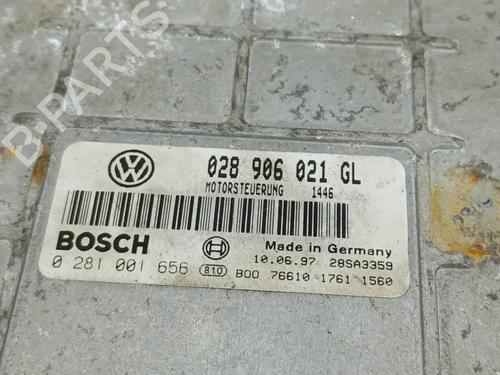 028 906 021 GL
MOTORSTEUERUNG 1446
BOSCH
Made in Germany
10.06.97 28SA3359
0 281 001 656 810 B00 76610 1761 1560
B-PARTS